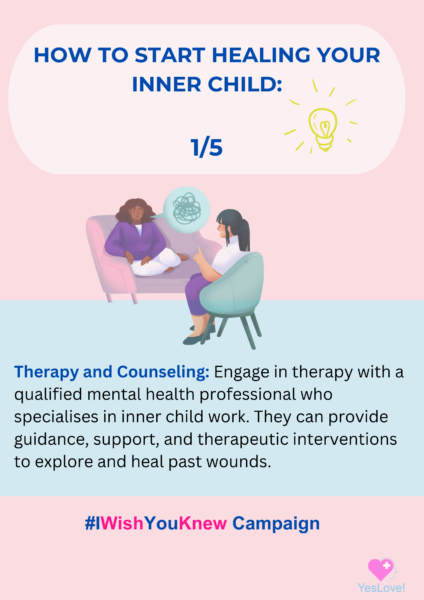 HOW TO START HEALING YOUR
INNER CHILD:
1/5
Therapy and Counseling: Engage in therapy with a
qualified mental health professional who
specialises in inner child work. They can provide
guidance, support, and therapeutic interventions
to explore and heal past wounds.
#IWishYouKnew Campaign
YesLove!